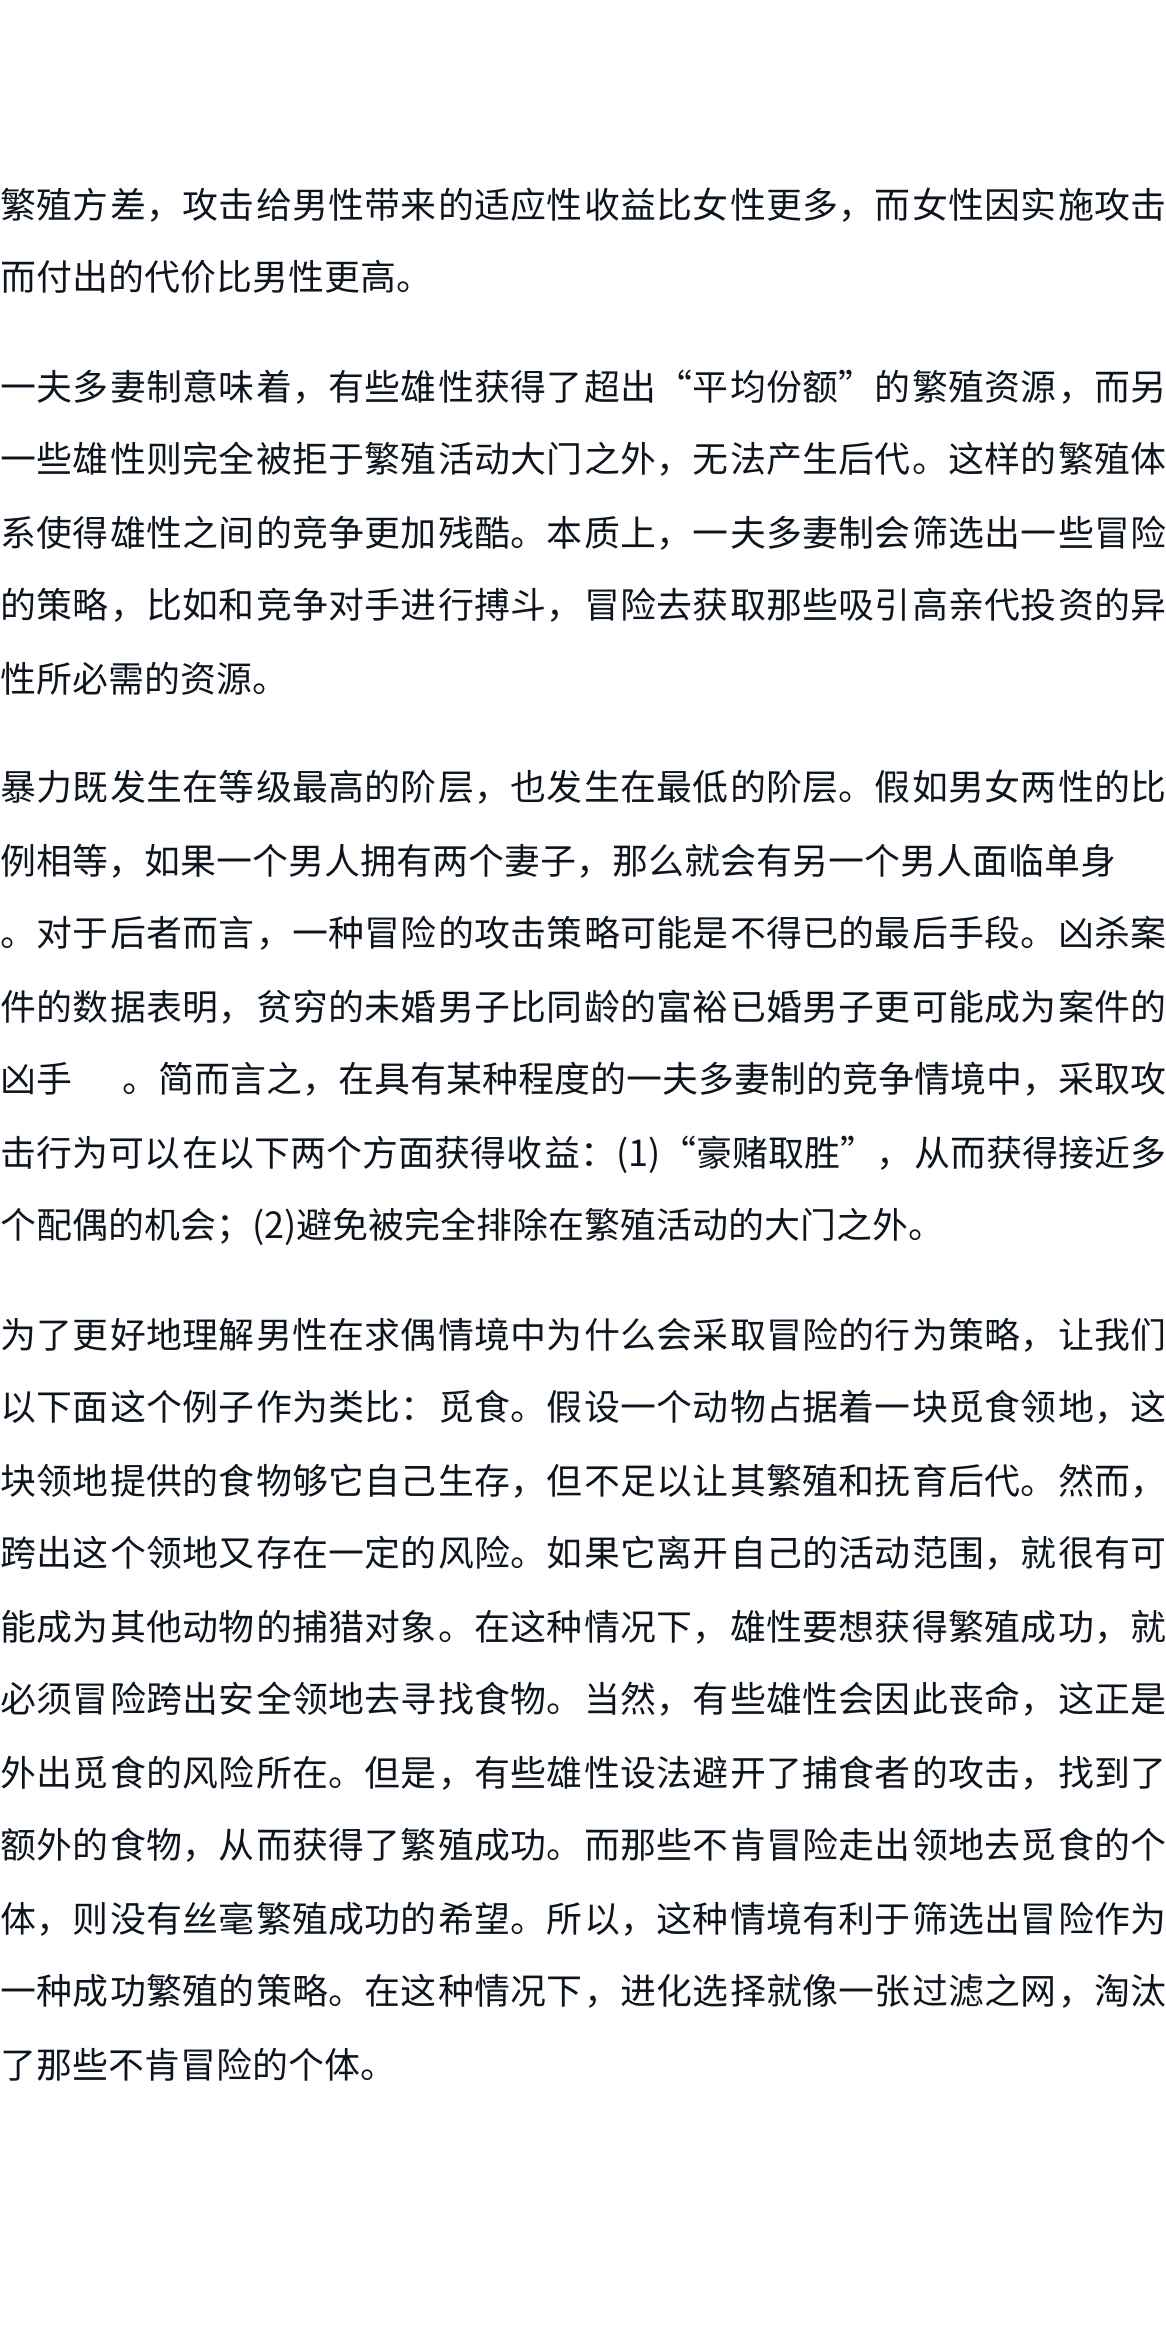 繁殖方差，攻击给男性带来的适应性收益比女性更多，而女性因实施攻击
而付出的代价比男性更高。
一夫多妻制意味着，有些雄性获得了超出“平均份额”的繁殖资源，而另
一些雄性则完全被拒于繁殖活动大门之外，无法产生后代。这样的繁殖体
系使得雄性之间的竞争更加残酷。本质上，一夫多妻制会筛选出一些冒险
的策略，比如和竞争对手进行搏斗，冒险去获取那些吸引高亲代投资的异
性所必需的资源。
暴力既发生在等级最高的阶层，也发生在最低的阶层。假如男女两性的比
例相等，如果一个男人拥有两个妻子，那么就会有另一个男人面临单身
。对于后者而言，一种冒险的攻击策略可能是不得已的最后手段。凶杀案
件的数据表明，贫穷的未婚男子比同龄的富裕已婚男子更可能成为案件的
凶手 。简而言之，在具有某种程度的一夫多妻制的竞争情境中，采取攻
击行为可以在以下两个方面获得收益：(1)“豪赌取胜”，从而获得接近多
个配偶的机会；(2)避免被完全排除在繁殖活动的大门之外。
为了更好地理解男性在求偶情境中为什么会采取冒险的行为策略，让我们
以下面这个例子作为类比：觅食。假设一个动物占据着一块觅食领地，这
块领地提供的食物够它自己生存，但不足以让其繁殖和抚育后代。然而，
跨出这个领地又存在一定的风险。如果它离开自己的活动范围，就很有可
能成为其他动物的捕猎对象。在这种情况下，雄性要想获得繁殖成功，就
必须冒险跨出安全领地去寻找食物。当然，有些雄性会因此丧命，这正是
外出觅食的风险所在。但是，有些雄性设法避开了捕食者的攻击，找到了
额外的食物，从而获得了繁殖成功。而那些不肯冒险走出领地去觅食的个
体，则没有丝毫繁殖成功的希望。所以，这种情境有利于筛选出冒险作为
一种成功繁殖的策略。在这种情况下，进化选择就像一张过滤之网，淘汰
了那些不肯冒险的个体。